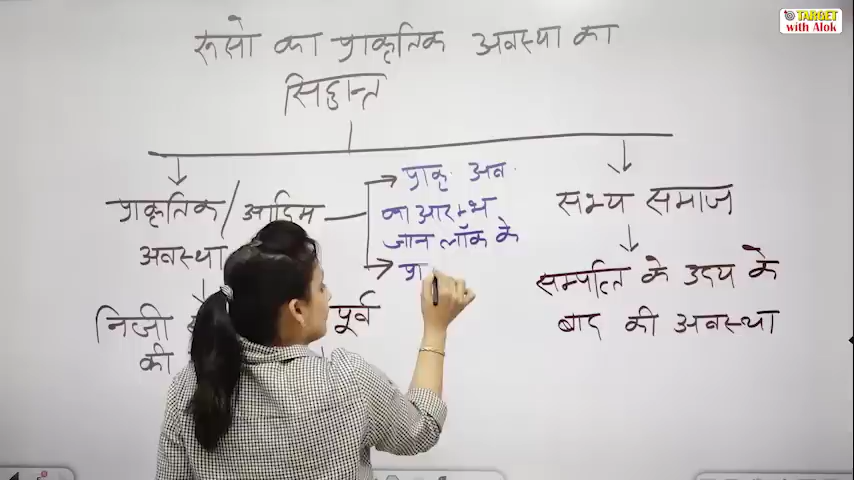 TARGET
with Alok
रूसो का प्राकृतिक अवस्था का
सिद्धान्त
प्राकृतिक / आदिम
अवस्था
निजी
पूर्व
की
प्राकृ अव.
का आरम्भ
जान लॉक के
सभ्य समाज
सम्पत्ति के उदय के
बाद की अवस्था